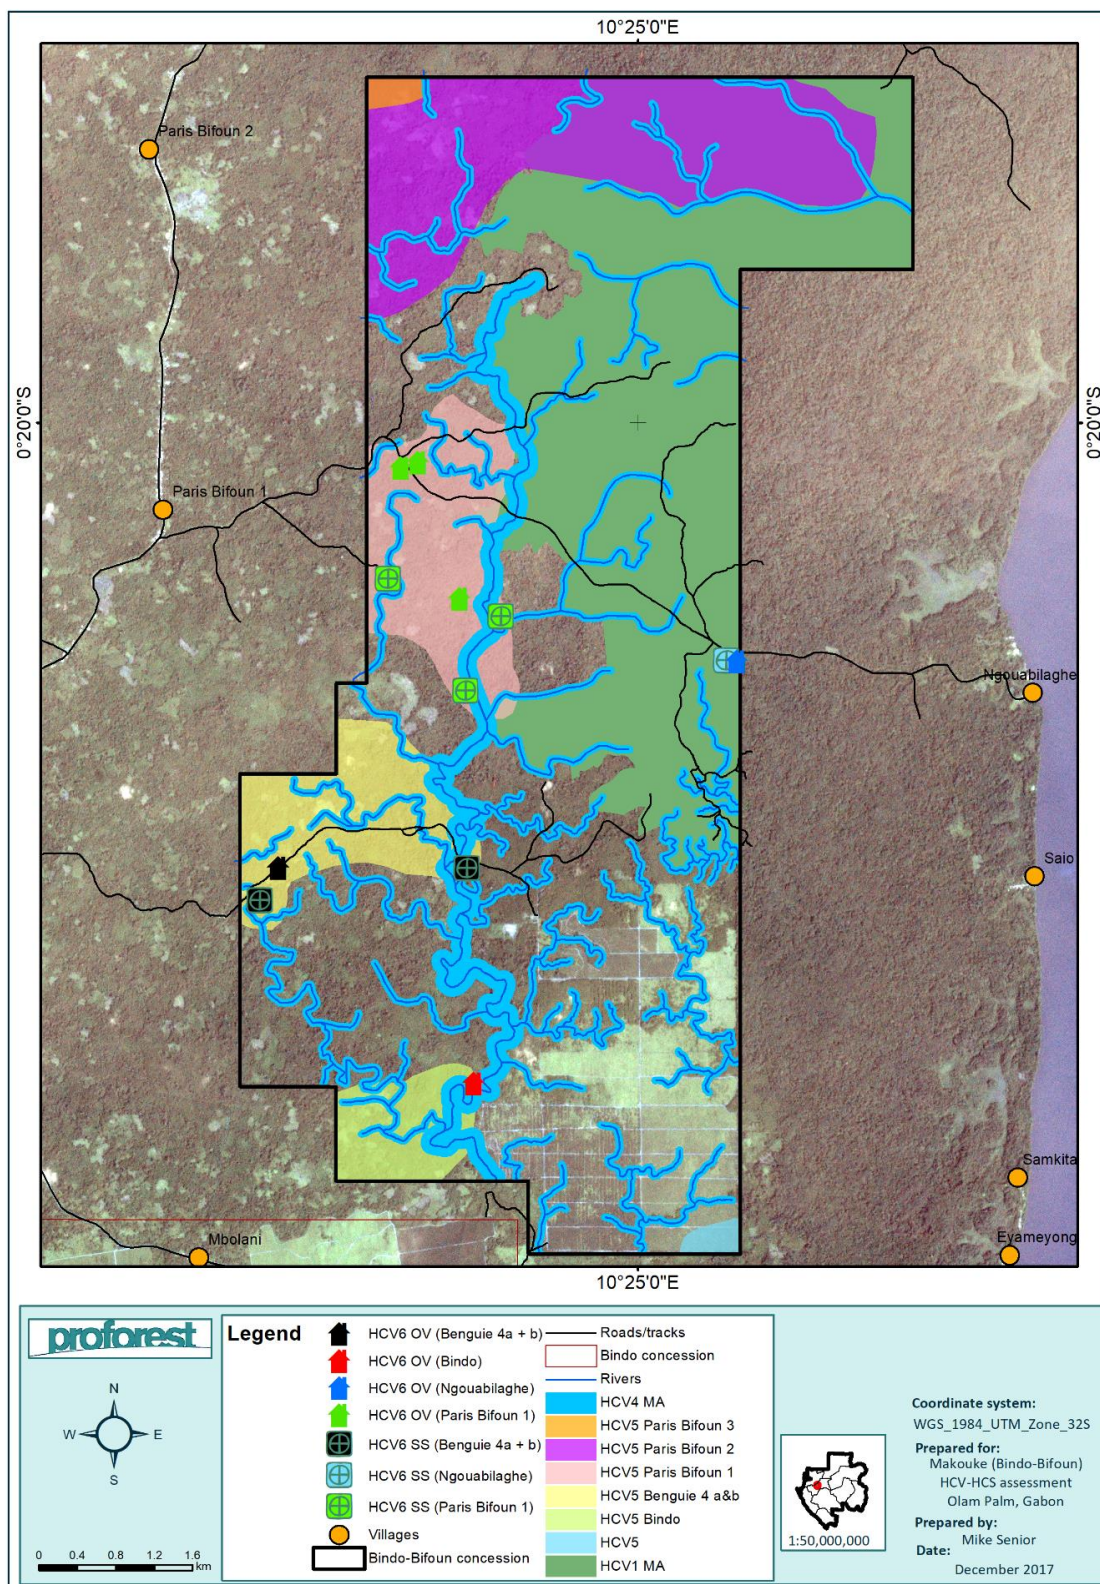 10°25'0"E
Paris Bifoun 2
0°20'0"S
0°20'0"S
Paris Bifoun 1
Ngouabilaghe
Saio
Samkita
Mbolani
Eyameyong
10°25'0"E
proforest
N
W
E
S
0 0.4 0.8 1.2 1.6
km
Legend
HCV6 OV (Benguie 4a + b)
HCV6 OV (Bindo)
HCV6 OV (Ngouabilaghe)
HCV6 OV (Paris Bifoun 1)
HCV6 SS (Benguie 4a + b)
HCV6 SS (Ngouabilaghe)
HCV6 SS (Paris Bifoun 1)
Villages
Bindo-Bifoun concession
Roads/tracks
Bindo concession
Rivers
HCV4 MA
HCV5 Paris Bifoun 3
HCV5 Paris Bifoun 2
HCV5 Paris Bifoun 1
HCV5 Benguie 4 a&b
HCV5 Bindo
HCV5
HCV1 MA
1:50,000,000
Coordinate system:
WGS_1984_UTM_Zone_32S
Prepared for:
Makouke (Bindo-Bifoun)
HCV-HCS assessment
Olam Palm, Gabon
Prepared by:
Mike Senior
Date:
December 2017